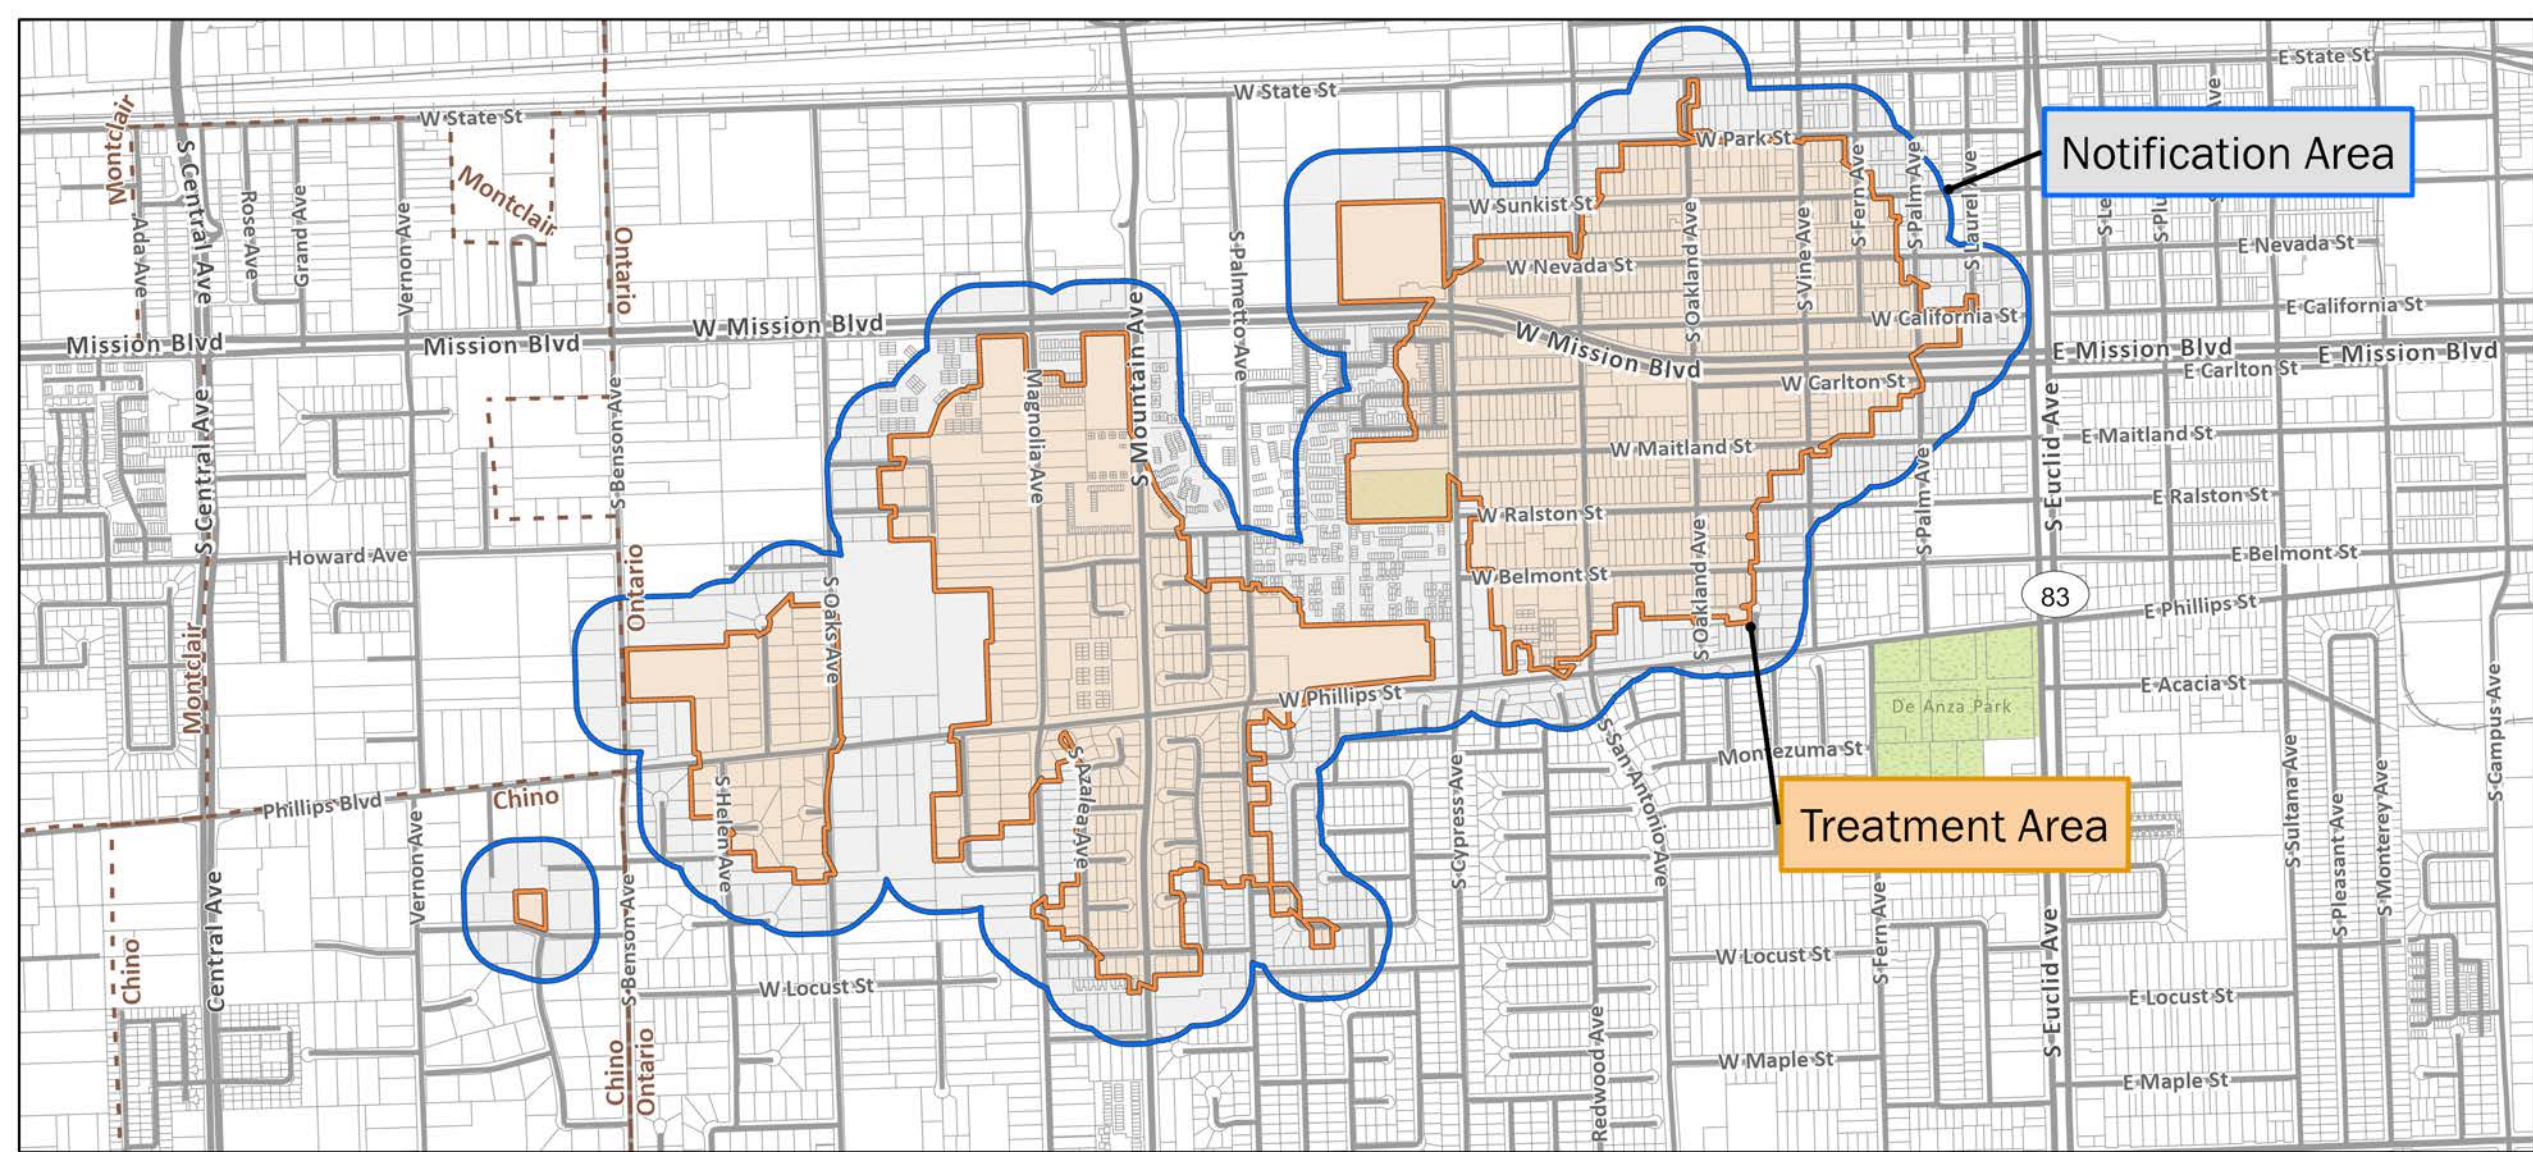 E State St
W State St
W State St
Montclair
S Central Ave
Montclair
Ada Ave
Rose Ave
Grand Ave
Vernon Ave
Ontario
S Palmetto Ave
W Park St
W Sunkist St
W Nevada St
S Oakland Ave
S Vine Ave
S Fern Ave
S Palm Ave
S Laurel Ave
Notification Area
Ave
E Nevada St
E California St
W California St
Mission Blvd
Mission Blvd
W Mission Blvd
W Mission Blvd
E Mission Blvd
E Mission Blvd
E Carlton St
W Carlton St
S Central Ave
S Benson Ave
Magnolia Ave
S Mountain Ave
W Maitland St
E Maitland St
S Euclid Ave
S Palm Ave
W Ralston St
E Ralston St
Howard Ave
Ontario
S Oaks Ave
W Belmont St
S Oakland Ave
E Belmont St
83
E Phillips St
Montclair
W Phillips St
E Acacia St
De Anza Park
S Campus Ave
S San Antonio Ave
Montezuma St
S Cypress Ave
S Azalea Ave
S Helen Ave
Phillips Blvd
Chino
Vernon Ave
Treatment Area
S Sultana Ave
S Pleasant Ave
S Monterey Ave
Chino
Central Ave
S Benson Ave
W Locust St
W Locust St
S Fern Ave
S Euclid Ave
E Locust St
Chino
Ontario
Redwood Ave
W Maple St
E Maple St